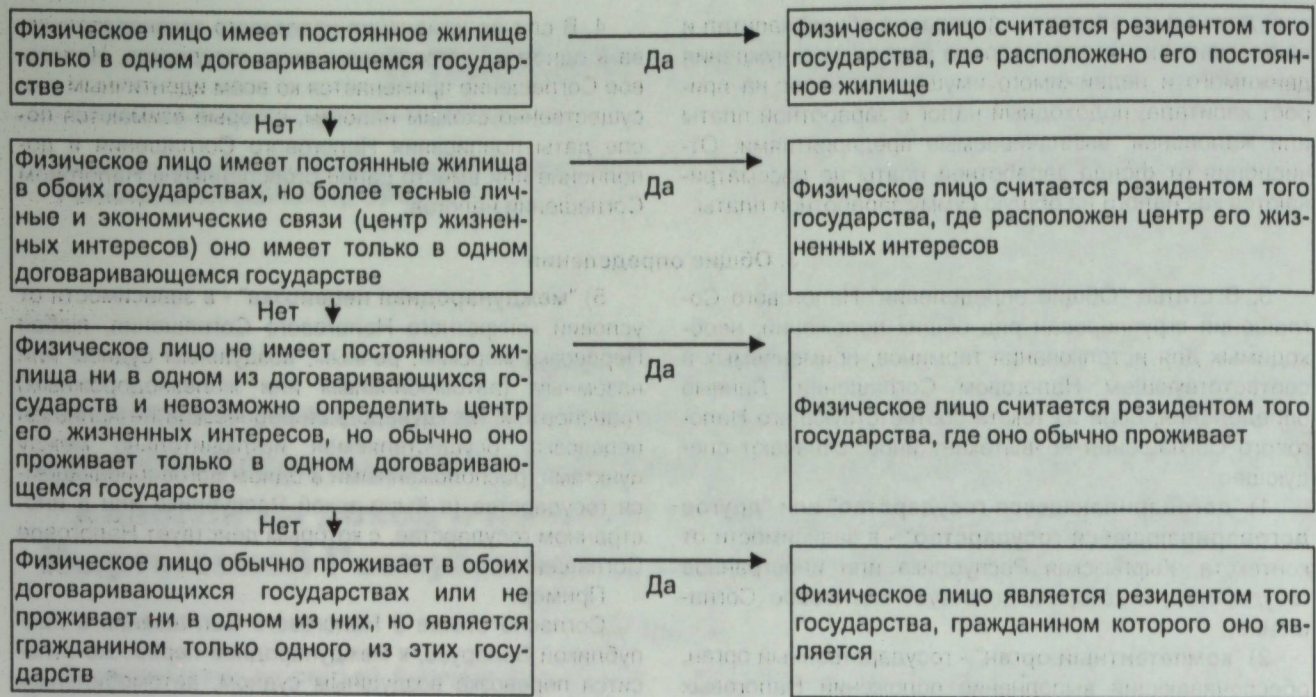 Физическое лицо имеет постоянное жилище
только в одном договаривающемся государ-
стве
Да
Физическое лицо считается резидентом того
государства, где расположено его постоян-
ное жилище
Нет
Физическое лицо имеет постоянные жилища
в обоих государствах, но более тесные лич-
ные и экономические связи (центр жизнен-
ных интересов) оно имеет только в одном
договаривающемся государстве
Да
Физическое лицо считается резидентом того
государства, где расположен центр его жиз-
ненных интересов
Нет
Физическое лицо не имеет постоянного жи-
лища ни в одном из договаривающихся го-
сударств и невозможно определить центр
его жизненных интересов, но обычно оно
проживает только в одном договариваю-
щемся государстве
Да
Физическое лицо считается резидентом того
государства, где оно обычно проживает
Нет
Физическое лицо обычно проживает в обоих
договаривающихся государствах или не
проживает ни в одном из них, но является
гражданином только одного из этих госу-
дарств
Да
Физическое лицо является резидентом того
государства, гражданином которого оно яв-
ляется